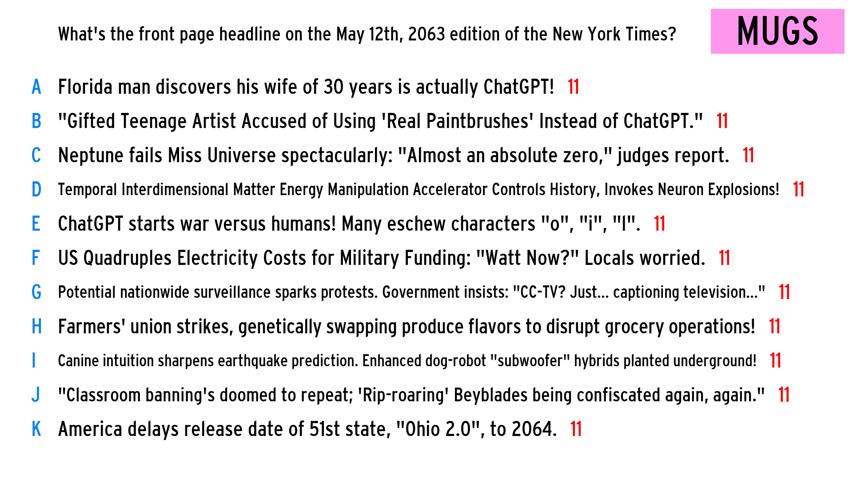 What's the front page headline on the May 12th, 2063 edition of the New York Times?
MUGS
A Florida man discovers his wife of 30 years is actually ChatGPT! 11
B "Gifted Teenage Artist Accused of Using 'Real Paintbrushes' Instead of ChatGPT." 11
C Neptune fails Miss Universe spectacularly: "Almost an absolute zero," judges report. 11
D Temporal Interdimensional Matter Energy Manipulation Accelerator Controls History, Invokes Neuron Explosions! 11
E ChatGPT starts war versus humans! Many eschew characters "o", "i", "l". 11
F US Quadruples Electricity Costs for Military Funding: "Watt Now?" Locals worried. 11
G Potential nationwide surveillance sparks protests. Government insists: "CC-TV? Just... captioning television..." 11
H Farmers' union strikes, genetically swapping produce flavors to disrupt grocery operations! 11
I Canine intuition sharpens earthquake prediction. Enhanced dog-robot "subwoofer" hybrids planted underground! 11
J "Classroom banning's doomed to repeat; 'Rip-roaring' Beyblades being confiscated again, again." 11
K America delays release date of 51st state, "Ohio 2.0", to 2064. 11